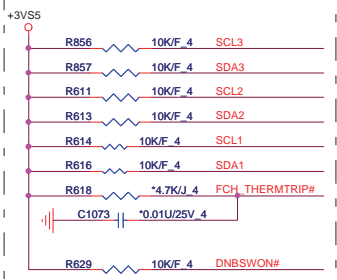 +3VS5
R856 10K/F_4 SCL3
R857 10K/F_4 SDA3
R611 10K/F_4 SCL2
R613 10K/F_4 SDA2
R614 10K/F_4 SCL1
R616 10K/F_4 SDA1
R618 *4.7K/J_4 FCH_THERMTRIP#
C1073 *0.01U/25V_4
R629 10K/F_4 DNBSWON#